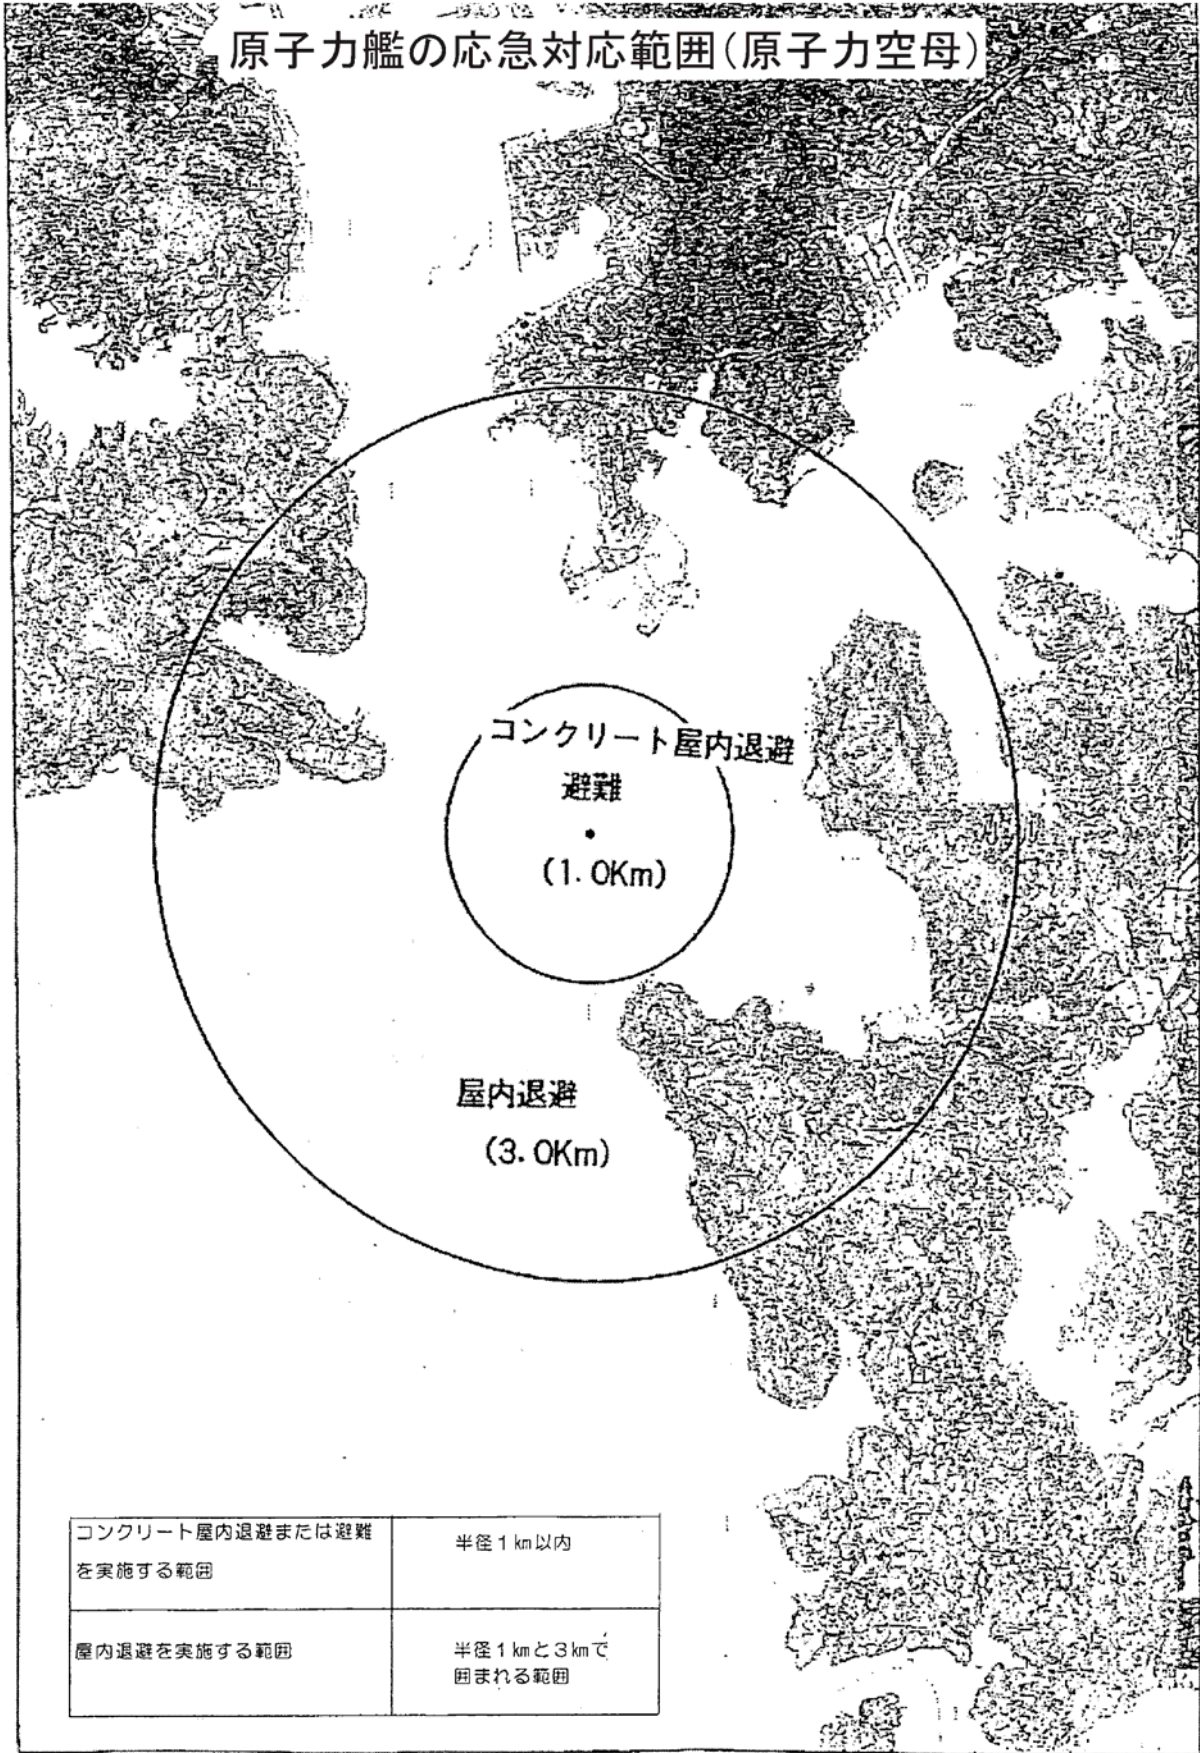 原子力艦の応急対応範囲(原子力空母)
コンクリート屋内退避
避難
(1.0Km)
屋内退避
(3.0Km)
コンクリート屋内退避または避難
を実施する範囲
半径1km以内
屋内退避を実施する範囲
半径1kmと3kmで
囲まれる範囲